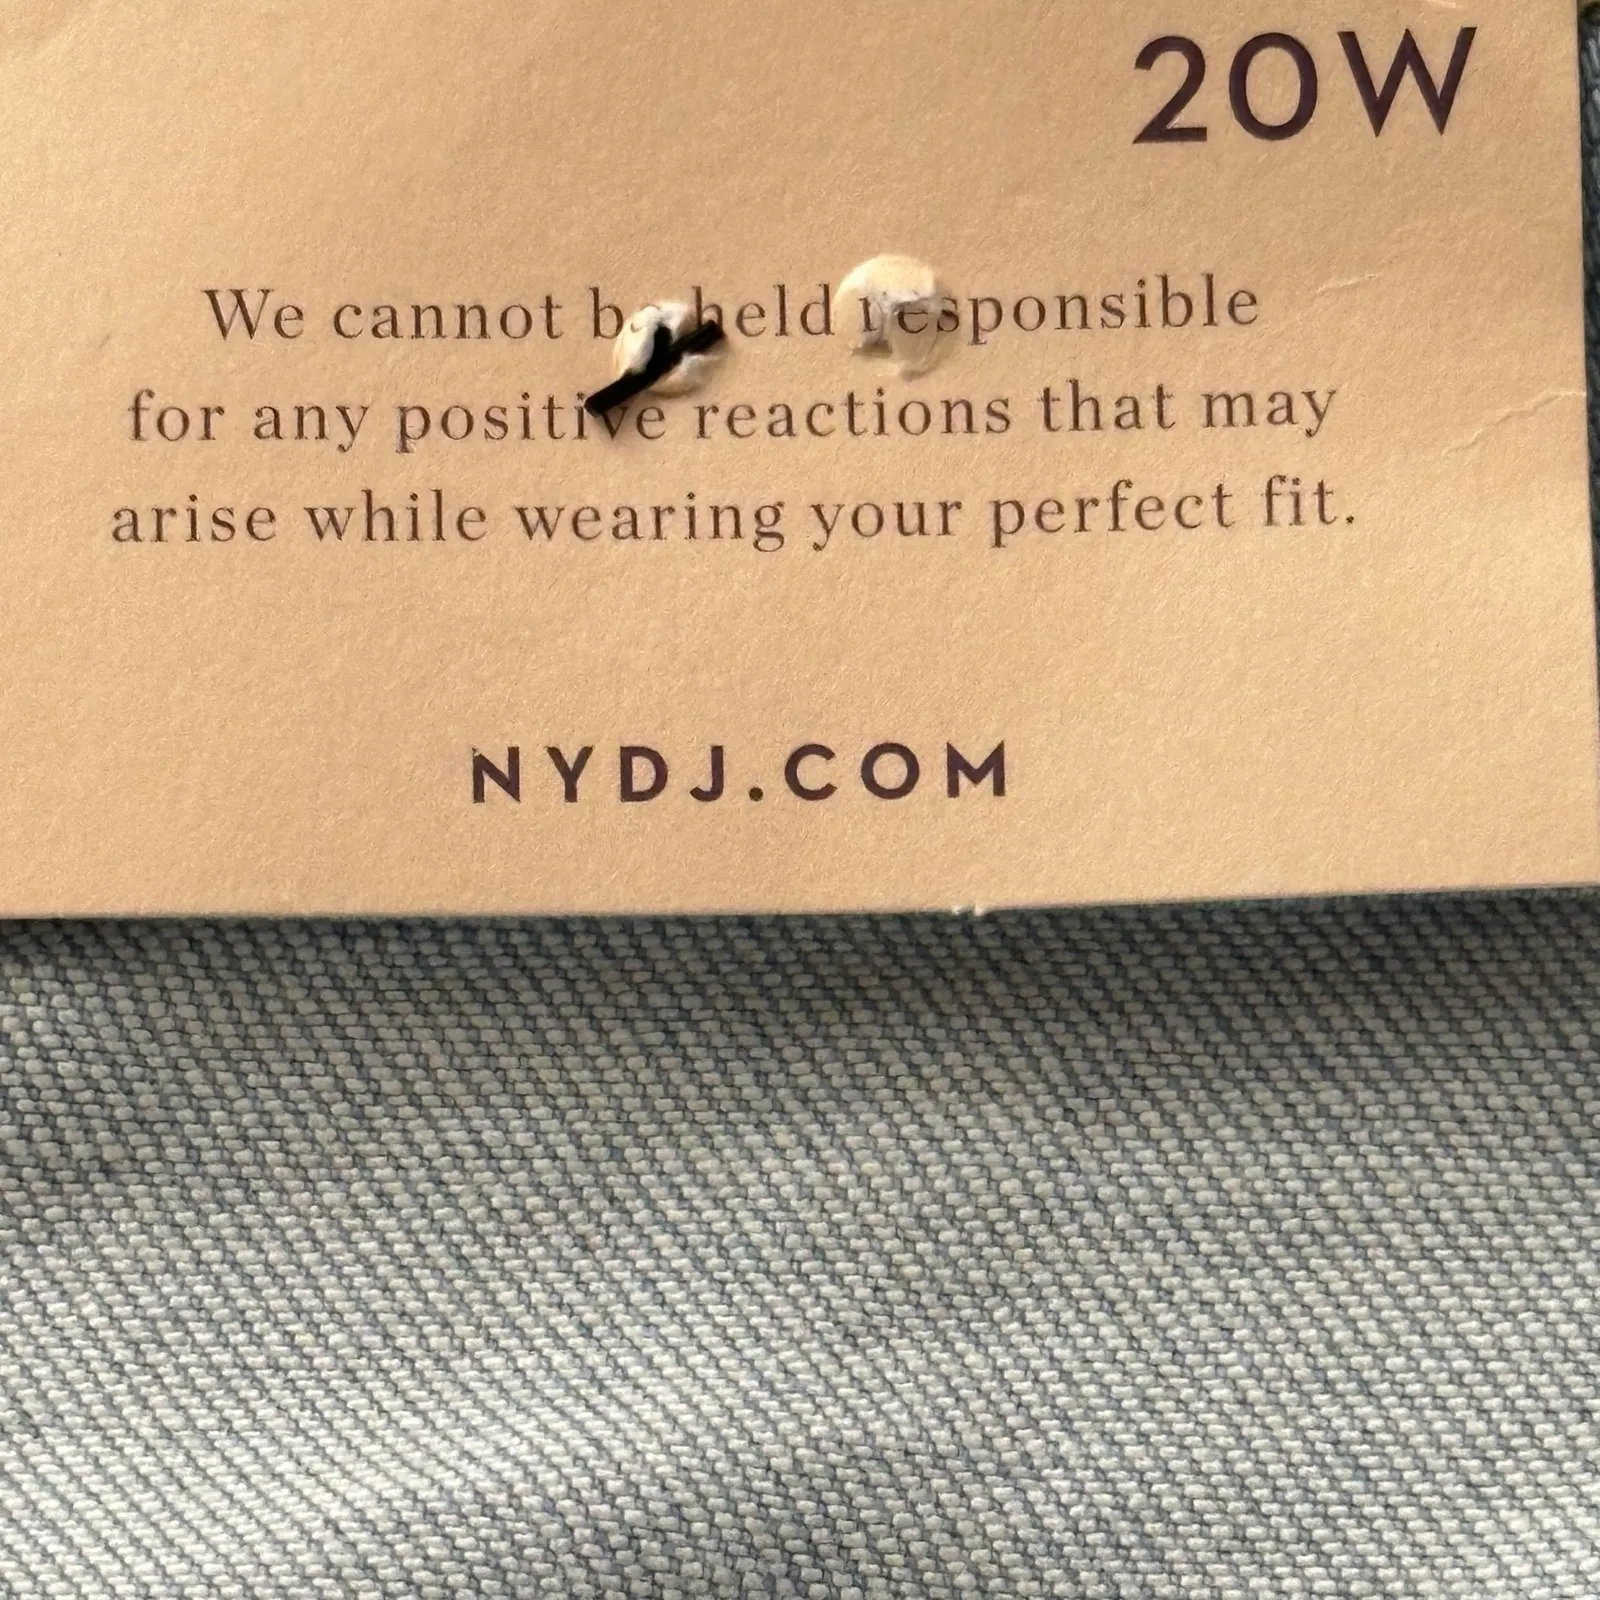 20W
We cannot be held responsible
for any positive reactions that may
arise while wearing your perfect fit.
NYDJ.COM